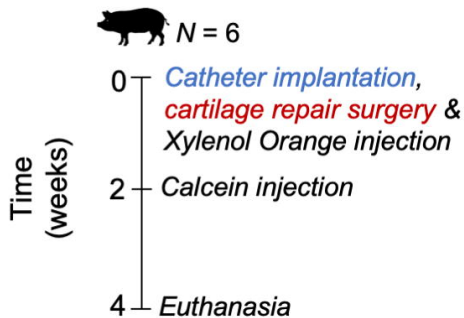 N = 6
0 Catheter implantation,
cartilage repair surgery &
Xylenol Orange injection
Time
(weeks)
2 Calcein injection
4 Euthanasia